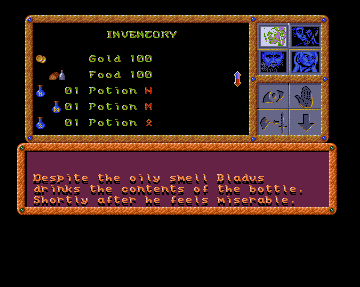 INVENTORY
Gold 100
Food 100
01 Potion N
01 Potion M
01 Potion R
Despite the oily smell Bladus
drinks the contents of the bottle.
Shortly after he feels miserable.